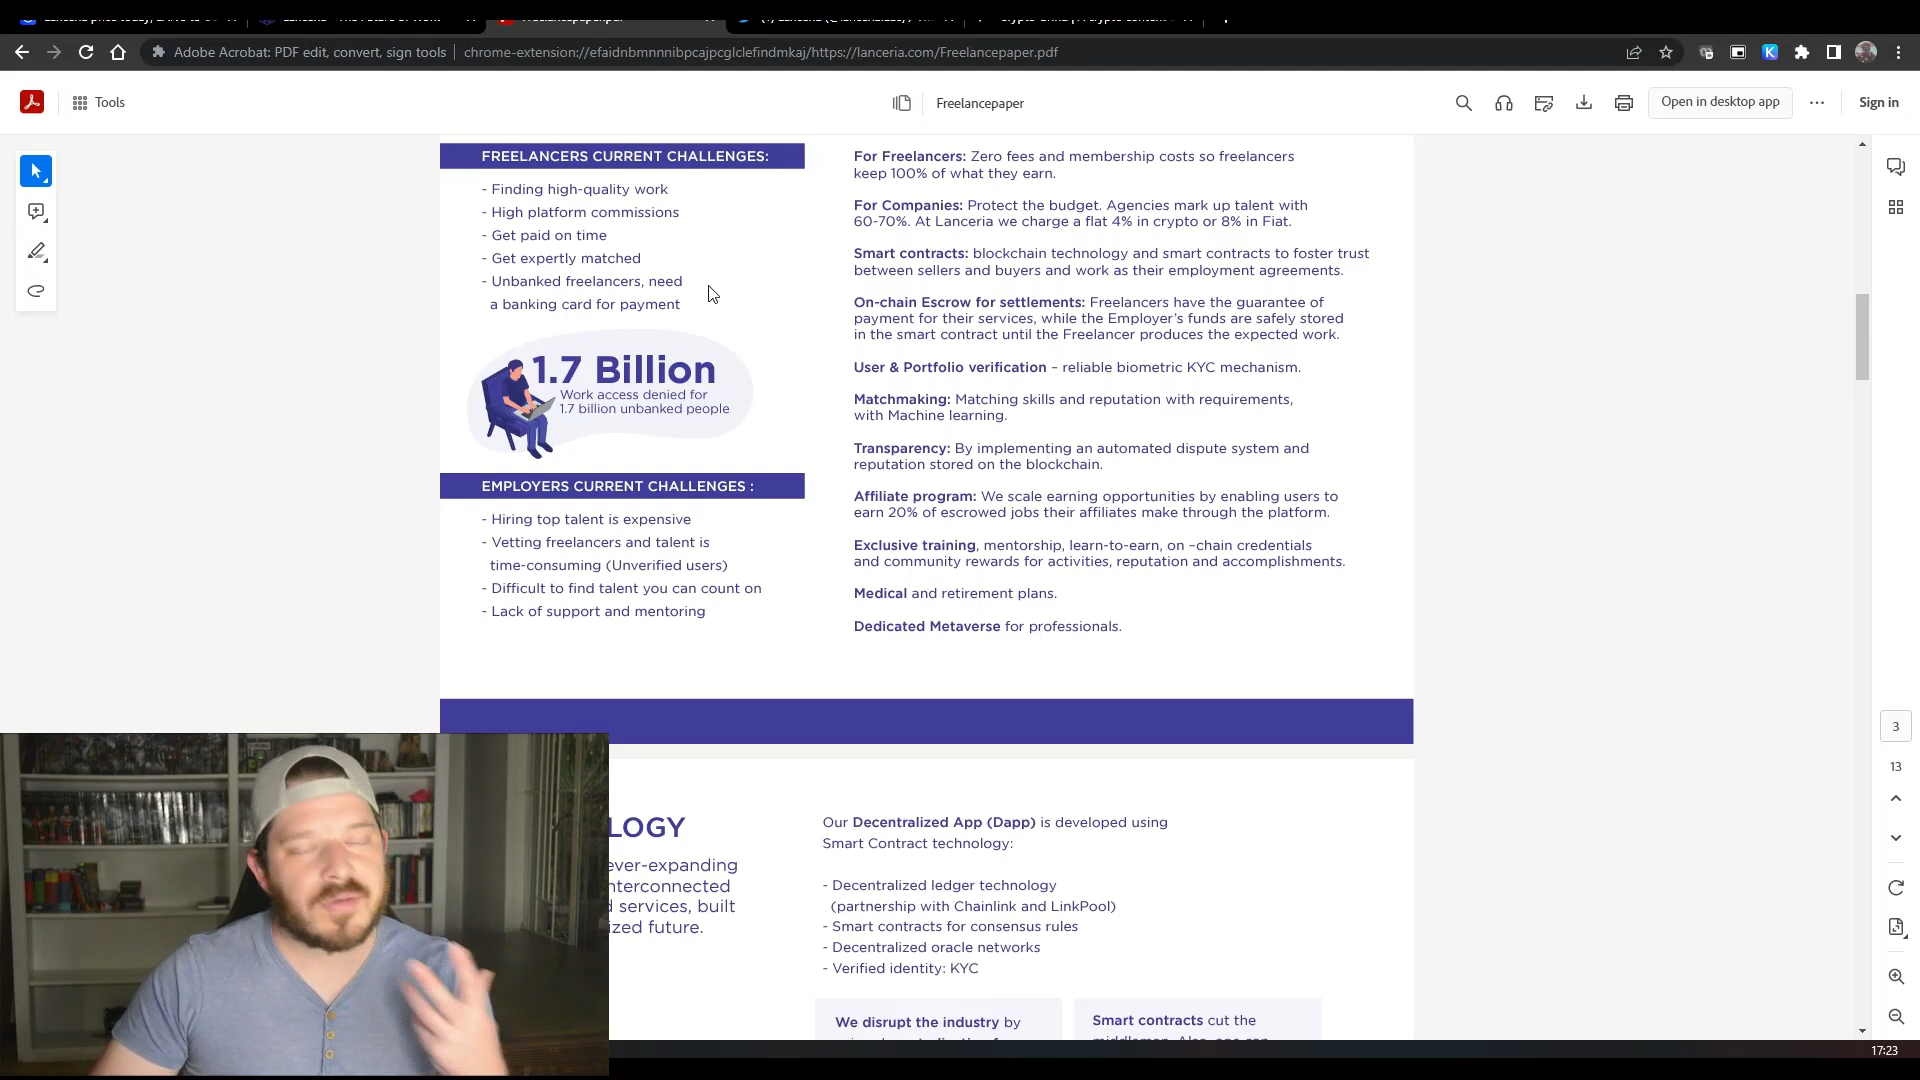 Adobe Acrobat: PDF edit, convert, sign tools
chrome-extension://efaidnbmnnnibpcajpcglclefindmkaj/https://lanceria.com/Freelancepaper.pdf
Tools
Freelancepaper
Open in desktop app
Sign in
FREELANCERS CURRENT CHALLENGES:
- Finding high-quality work
- High platform commissions
- Get paid on time
- Get expertly matched
- Unbanked freelancers, need
a banking card for payment
1.7 Billion
Work access denied for
1.7 billion unbanked people
EMPLOYERS CURRENT CHALLENGES :
- Hiring top talent is expensive
- Vetting freelancers and talent is
time-consuming (Unverified users)
- Difficult to find talent you can count on
- Lack of support and mentoring
For Freelancers: Zero fees and membership costs so freelancers
keep 100% of what they earn.
For Companies: Protect the budget. Agencies mark up talent with
60-70%. At Lanceria we charge a flat 4% in crypto or 8% in Fiat.
Smart contracts: blockchain technology and smart contracts to foster trust
between sellers and buyers and work as their employment agreements.
On-chain Escrow for settlements: Freelancers have the guarantee of
payment for their services, while the Employer's funds are safely stored
in the smart contract until the Freelancer produces the expected work.
User & Portfolio verification – reliable biometric KYC mechanism.
Matchmaking: Matching skills and reputation with requirements,
with Machine learning.
Transparency: By implementing an automated dispute system and
reputation stored on the blockchain.
Affiliate program: We scale earning opportunities by enabling users to
earn 20% of escrowed jobs their affiliates make through the platform.
Exclusive training, mentorship, learn-to-earn, on –chain credentials
and community rewards for activities, reputation and accomplishments.
Medical and retirement plans.
Dedicated Metaverse for professionals.
3
13
LOGY
ever-expanding
nterconnected
d services, built
ized future.
Our Decentralized App (Dapp) is developed using
Smart Contract technology:
- Decentralized ledger technology
(partnership with Chainlink and LinkPool)
- Smart contracts for consensus rules
- Decentralized oracle networks
- Verified identity: KYC
We disrupt the industry by
Smart contracts cut the
17:23